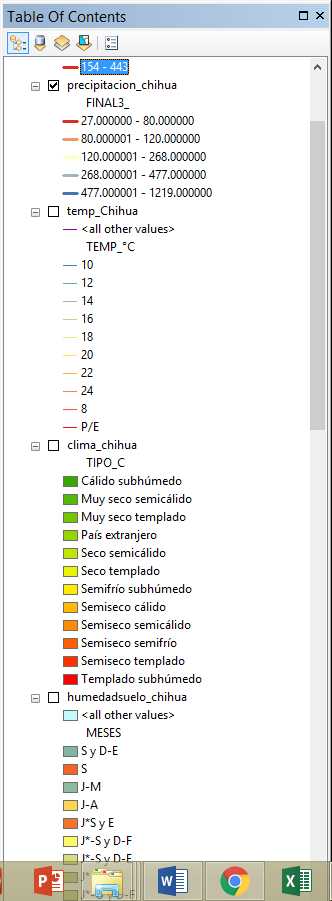 Table Of Contents
154 - 443
precipitacion_chihua
FINAL3_
27.000000 - 80.000000
80.000001 - 120.000000
120.000001 - 268.000000
268.000001 - 477.000000
477.000001 - 1219.000000
temp_Chihua
<all other values>
TEMP_°C
10
12
14
16
18
20
22
24
8
P/E
clima_chihua
TIPO_C
Cálido subhúmedo
Muy seco semicálido
Muy seco templado
País extranjero
Seco semicálido
Seco templado
Semifrío subhúmedo
Semiseco cálido
Semiseco semicálido
Semiseco semifrío
Semiseco templado
Templado subhúmedo
humedadsuelo_chihua
<all other values>
MESES
S y D-E
S
J-M
J-A
J*S y E
J*-S y D-F
J*-S y D-E